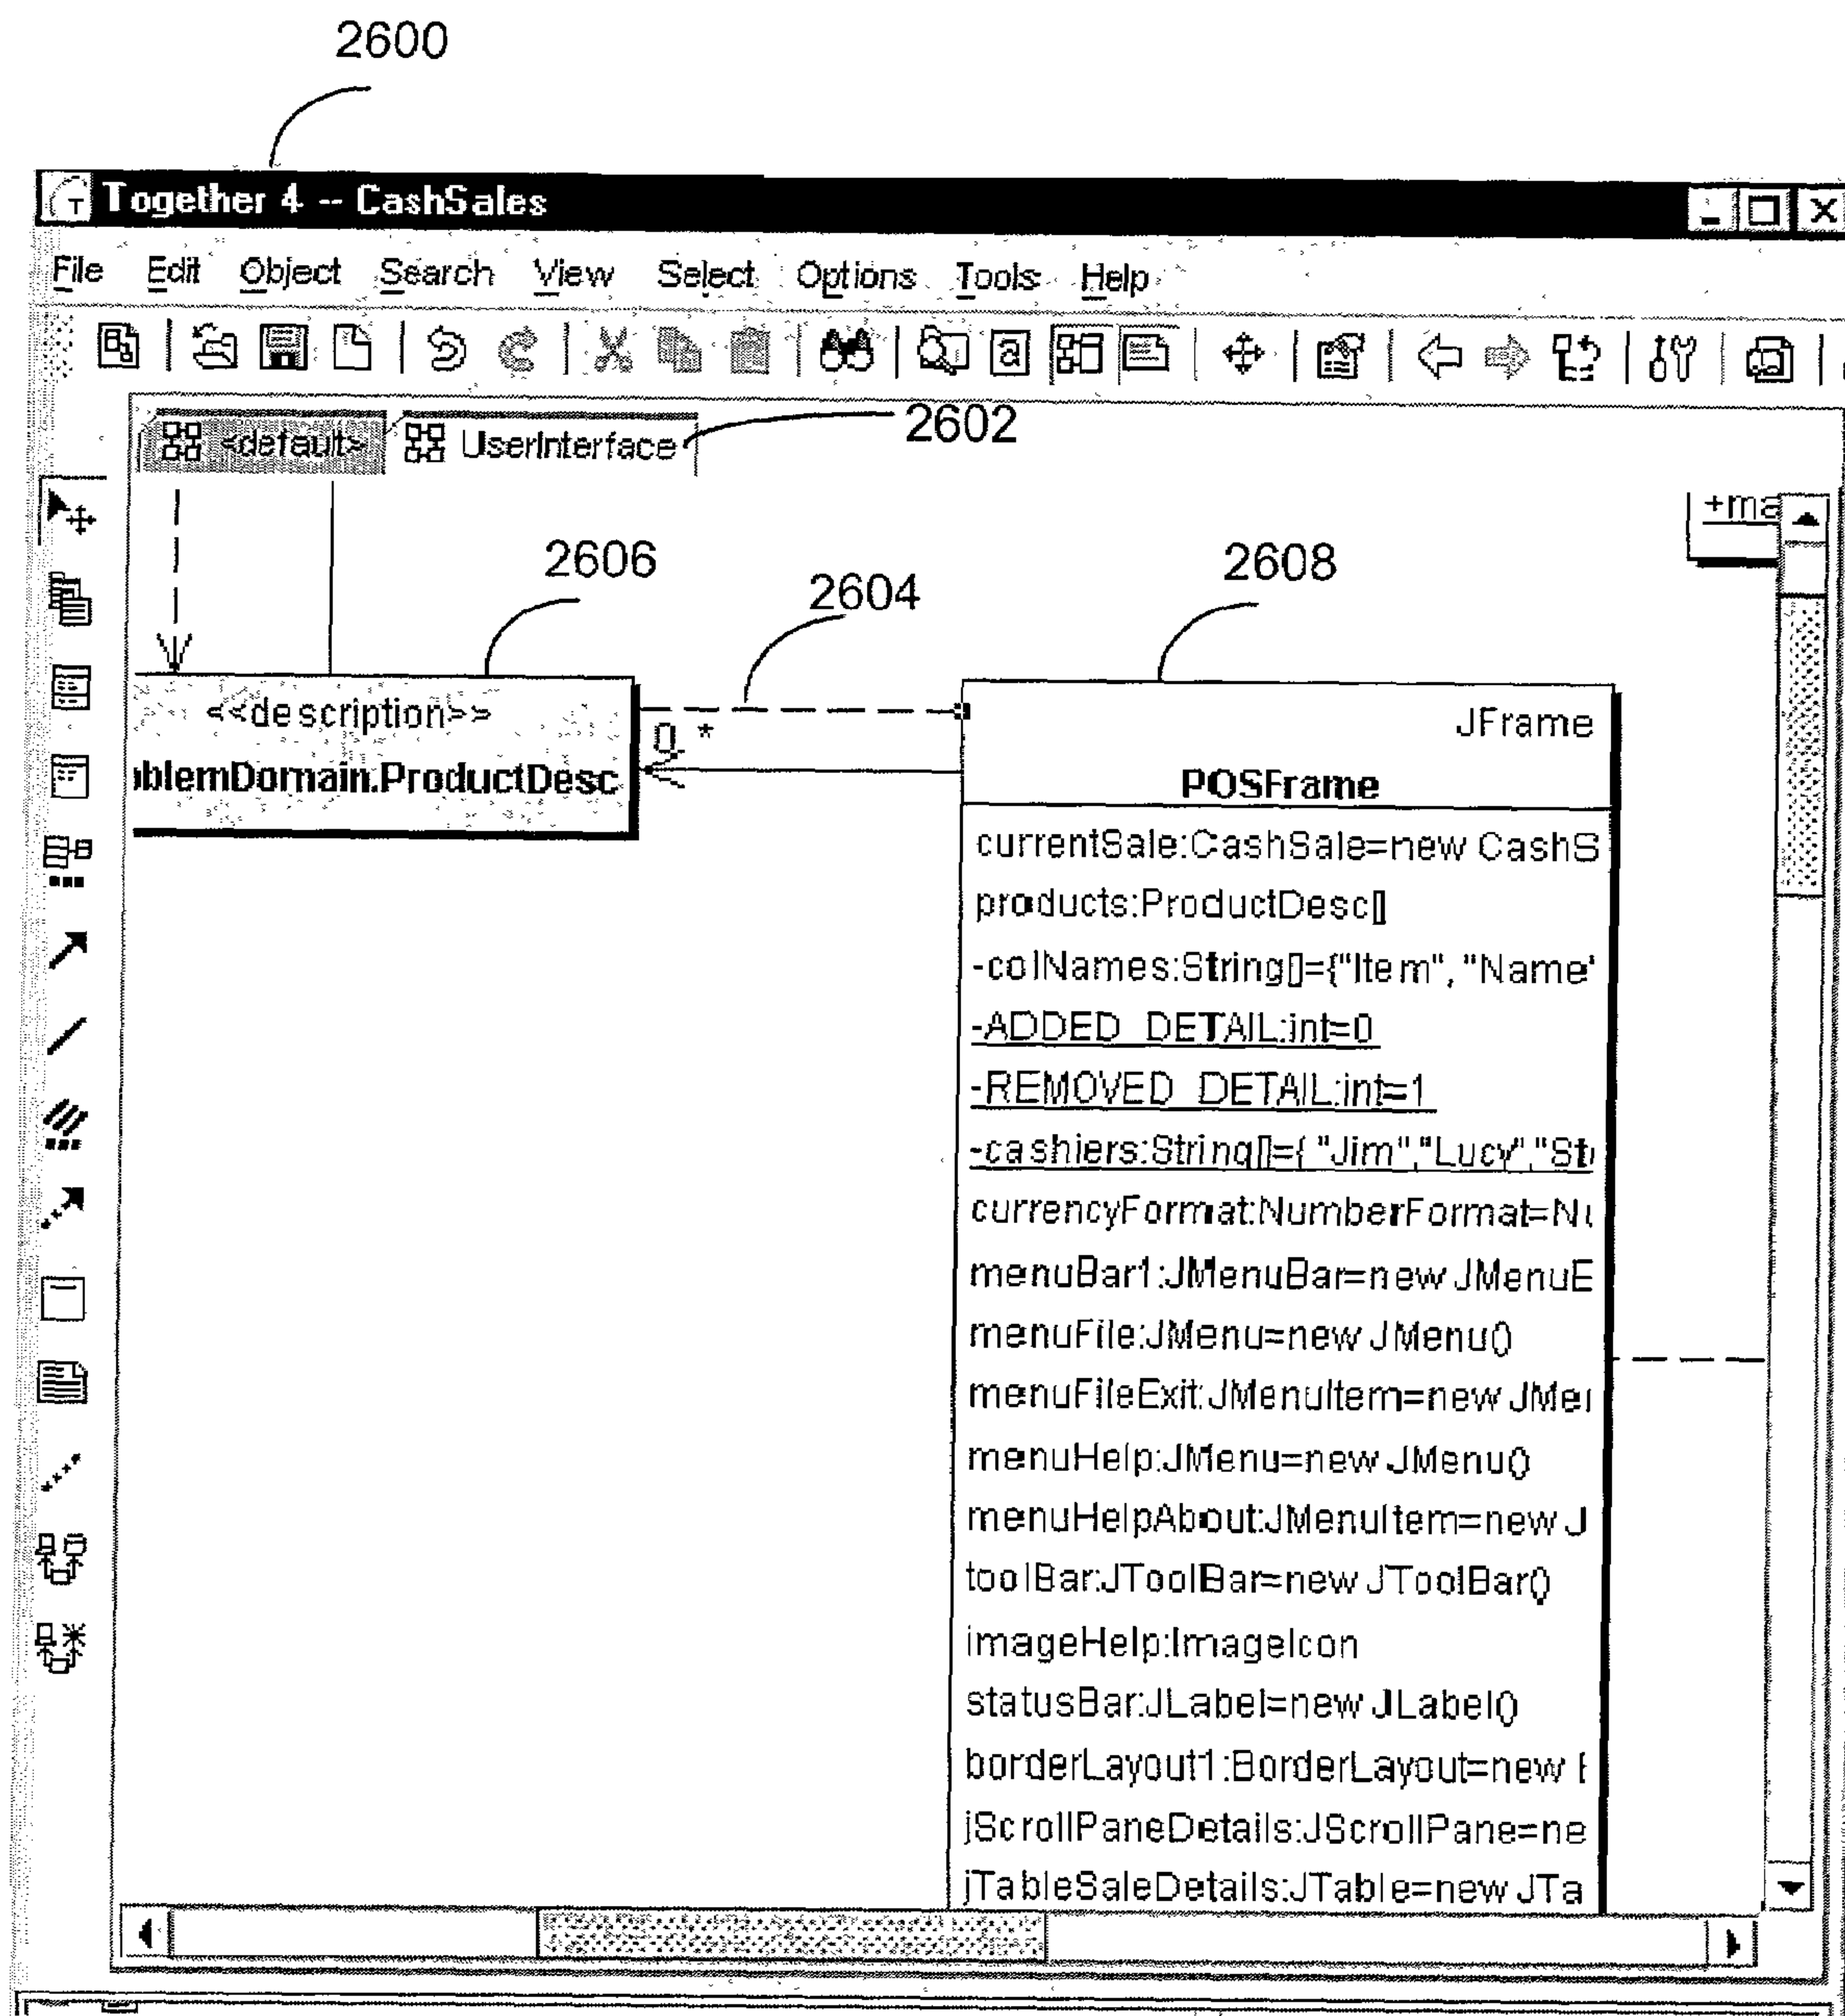 2600
Together 4 -- CashSales
File Edit Object Search View Select Options Tools Help
<default> UserInterface 2602
+ma
2606 2604 2608
<<description>>
blemDomain.ProductDesc
0..*
JFrame
POSFrame
currentSale:CashSale=new CashS
products:ProductDesc[]
-colNames:String[]={"Item", "Name"
-ADDED_DETAIL:int=0
-REMOVED_DETAIL:int=1
-cashiers:String[]={ "Jim","Lucy","St
currencyFormat:NumberFormat=Nu
menuBar1:JMenuBar=new JMenuB
menuFile:JMenu=new JMenu()
menuFileExit:JMenuItem=new JMe
menuHelp:JMenu=new JMenu()
menuHelpAbout:JMenuItem=new J
toolBar:JToolBar=new JToolBar()
imageHelp:ImageIcon
statusBar:JLabel=new JLabel()
borderLayout1:BorderLayout=new
jScrollPaneDetails:JScrollPane=ne
jTableSaleDetails:JTable=new JTa